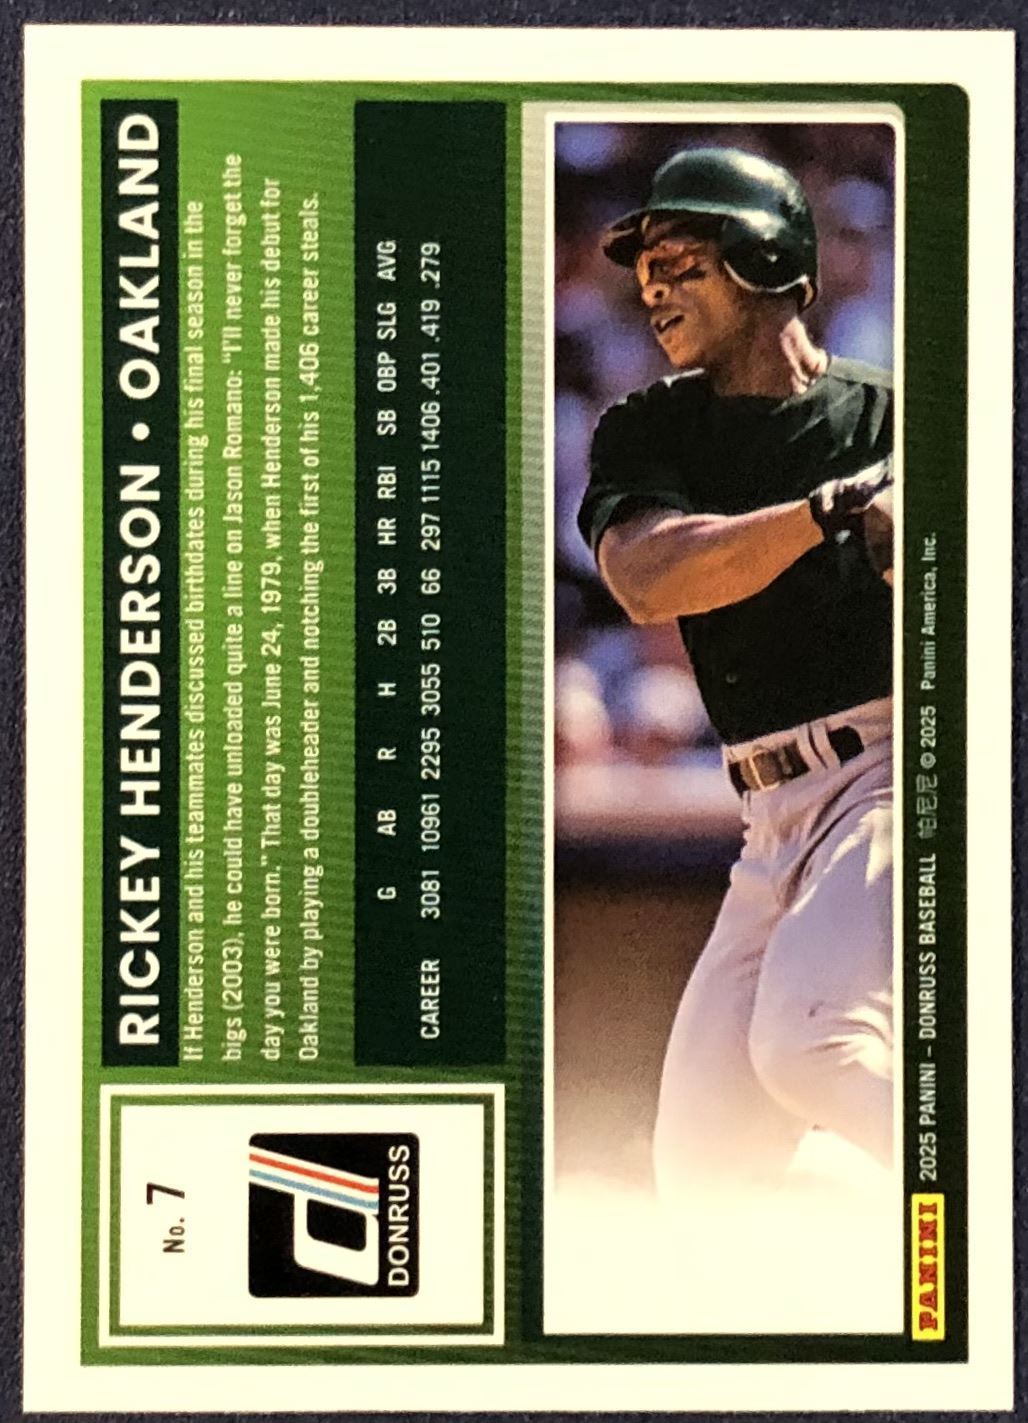 No. 7
DONRUSS
RICKEY HENDERSON • OAKLAND
If Henderson and his teammates discussed birthdates during his final season in the
bigs (2003), he could have unloaded quite a line on Jason Romano: "I'll never forget the
day you were born." That day was June 24, 1979, when Henderson made his debut for
Oakland by playing a doubleheader and notching the first of his 1,406 career steals.
G AB R H 2B 3B HR RBI SB OBP SLG AVG
CAREER 3081 10961 2295 3055 510 66 297 1115 1406 .401 .419 .279
PANINI 2025 PANINI – DONRUSS BASEBALL 帕尼尼 © 2025 Panini America, Inc.